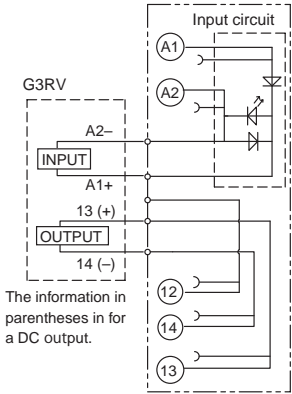 Input circuit
A1
G3RV
A2
A2–
INPUT
A1+
13 (+)
OUTPUT
14 (–)
12
The information in
parentheses in for
a DC output.
14
13